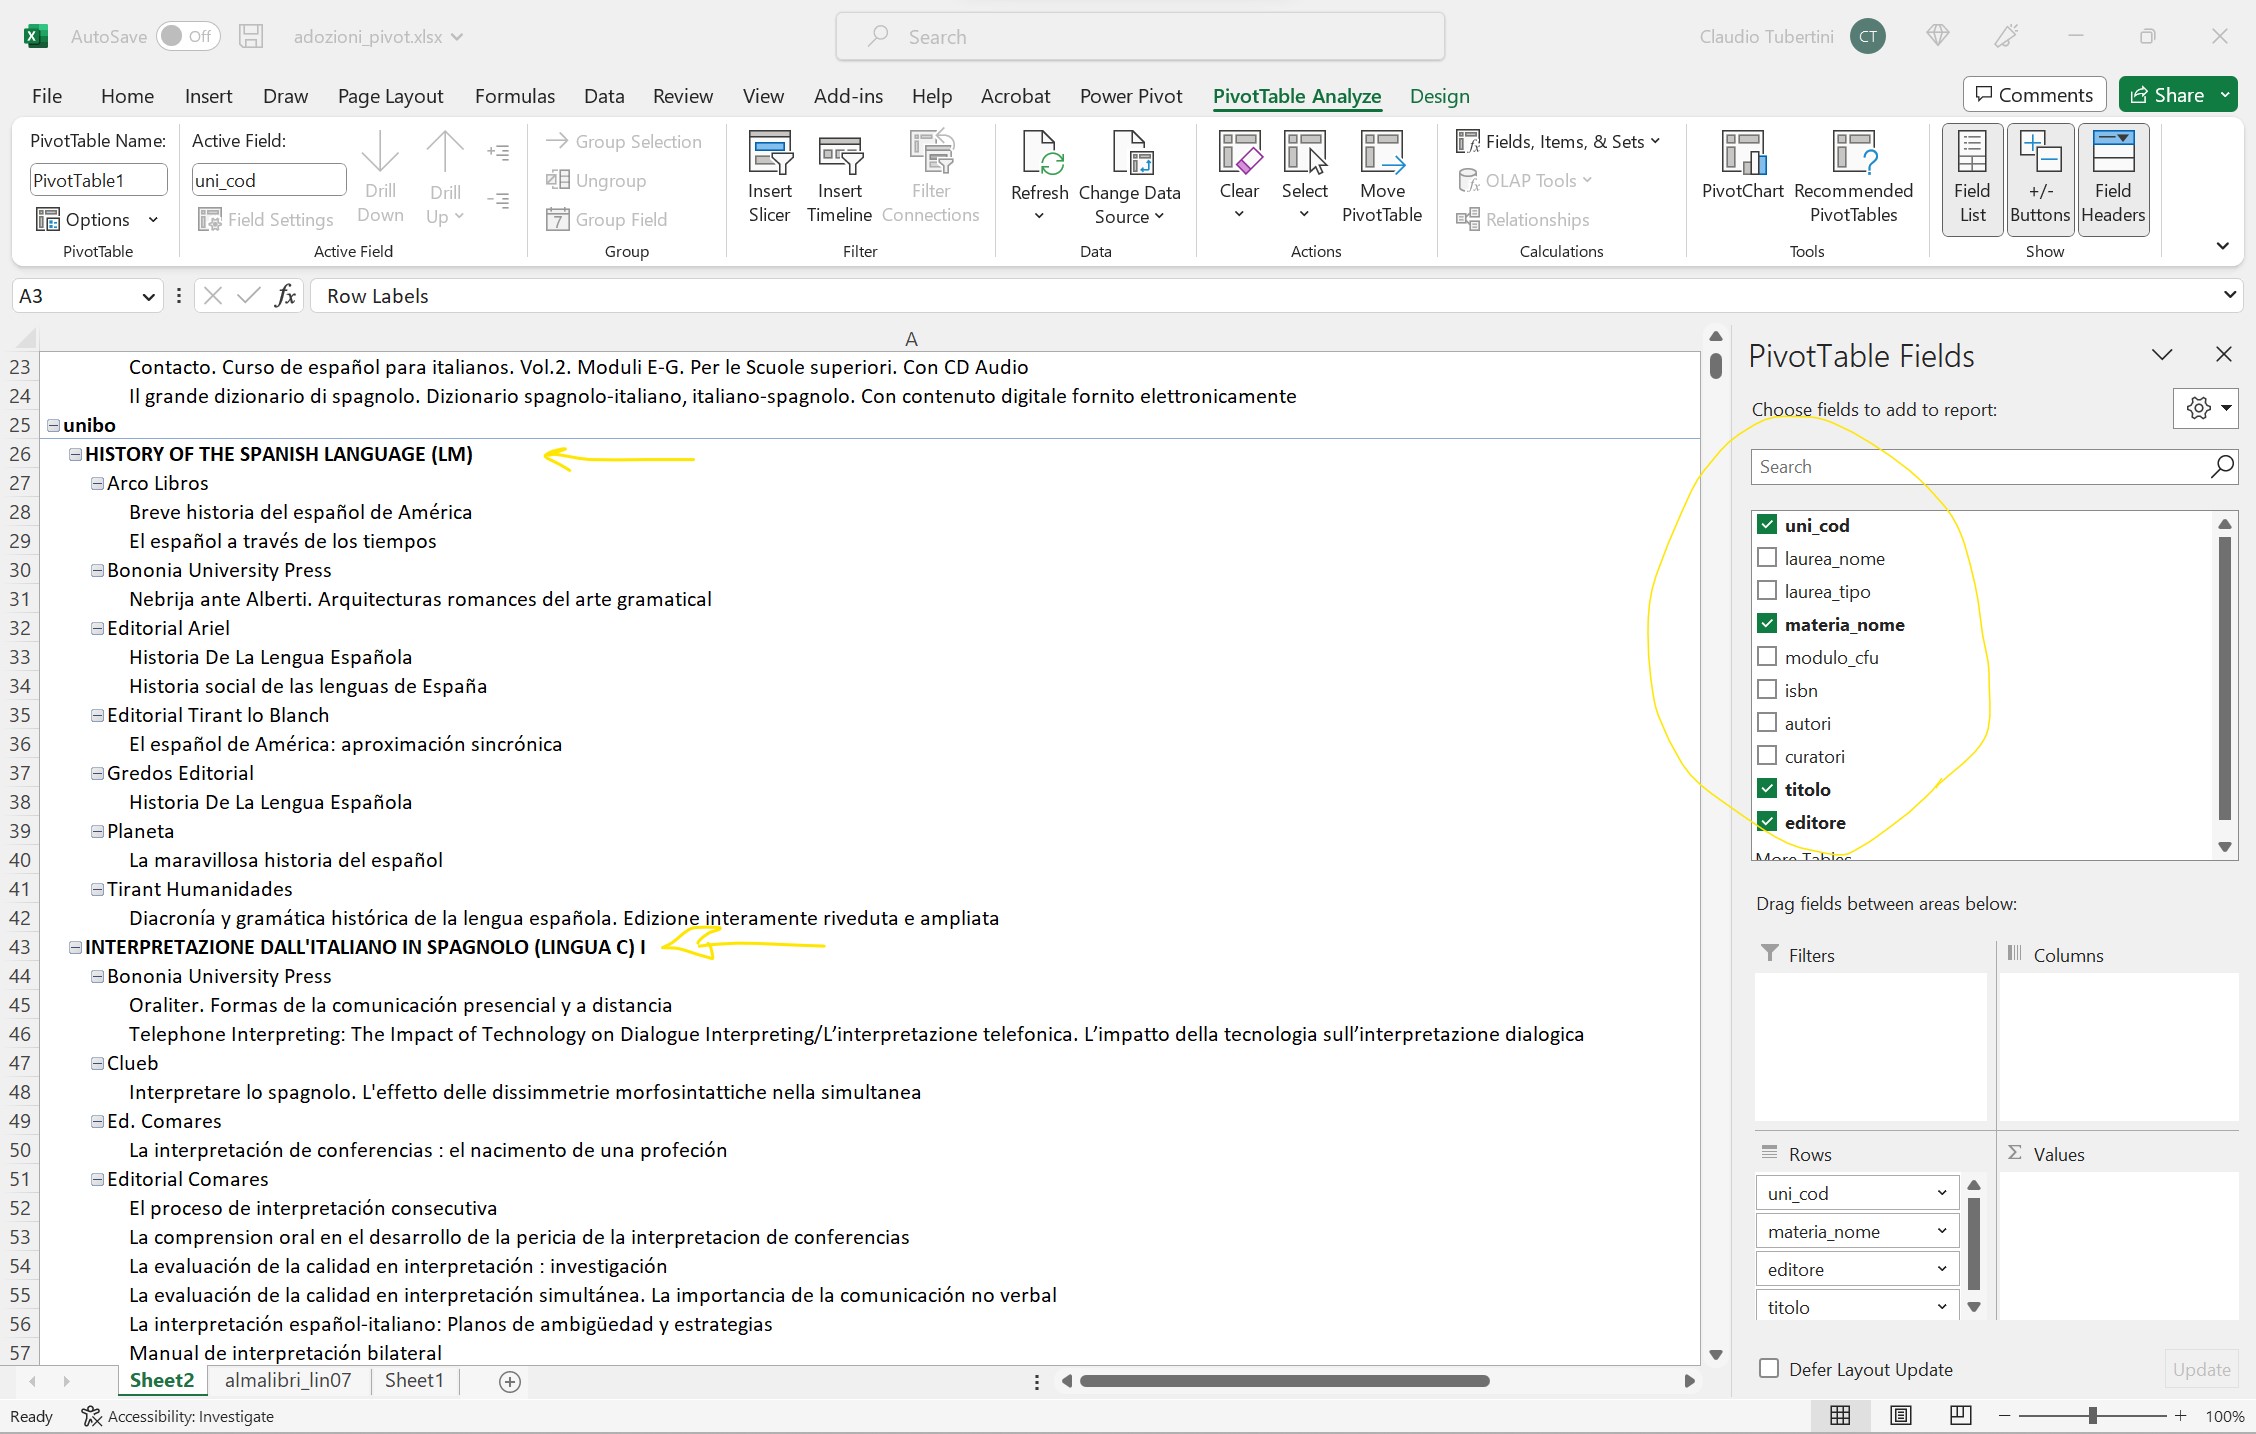 AutoSave Off adozioni_pivot.xlsx Search Claudio Tubertini CT
File Home Insert Draw Page Layout Formulas Data Review View Add-ins Help Acrobat Power Pivot PivotTable Analyze Design Comments Share
PivotTable Name:
PivotTable1
Options
PivotTable
Active Field:
uni_cod
Field Settings
Drill Down
Drill Up
Active Field
Group Selection
Ungroup
Group Field
Group
Insert Slicer
Insert Timeline
Filter Connections
Filter
Refresh
Change Data Source
Data
Clear
Select
Move PivotTable
Actions
Fields, Items, & Sets
OLAP Tools
Relationships
Calculations
PivotChart
Recommended PivotTables
Tools
Field List
+/- Buttons
Field Headers
Show
A3 fx Row Labels
A
23 Contacto. Curso de español para italianos. Vol.2. Moduli E-G. Per le Scuole superiori. Con CD Audio
24 Il grande dizionario di spagnolo. Dizionario spagnolo-italiano, italiano-spagnolo. Con contenuto digitale fornito elettronicamente
25 unibo
26 HISTORY OF THE SPANISH LANGUAGE (LM)
27 Arco Libros
28 Breve historia del español de América
29 El español a través de los tiempos
30 Bononia University Press
31 Nebrija ante Alberti. Arquitecturas romances del arte gramatical
32 Editorial Ariel
33 Historia De La Lengua Española
34 Historia social de las lenguas de España
35 Editorial Tirant lo Blanch
36 El español de América: aproximación sincrónica
37 Gredos Editorial
38 Historia De La Lengua Española
39 Planeta
40 La maravillosa historia del español
41 Tirant Humanidades
42 Diacronía y gramática histórica de la lengua española. Edizione interamente riveduta e ampliata
43 INTERPRETAZIONE DALL'ITALIANO IN SPAGNOLO (LINGUA C) I
44 Bononia University Press
45 Oraliter. Formas de la comunicación presencial y a distancia
46 Telephone Interpreting: The Impact of Technology on Dialogue Interpreting/L’interpretazione telefonica. L’impatto della tecnologia sull’interpretazione dialogica
47 Clueb
48 Interpretare lo spagnolo. L'effetto delle dissimmetrie morfosintattiche nella simultanea
49 Ed. Comares
50 La interpretación de conferencias : el nacimento de una profeción
51 Editorial Comares
52 El proceso de interpretación consecutiva
53 La comprension oral en el desarrollo de la pericia de la interpretacion de conferencias
54 La evaluación de la calidad en interpretación : investigación
55 La evaluación de la calidad en interpretación simultánea. La importancia de la comunicación no verbal
56 La interpretación español-italiano: Planos de ambigüedad y estrategias
57 Manual de interpretación bilateral
PivotTable Fields
Choose fields to add to report:
Search
uni_cod
laurea_nome
laurea_tipo
materia_nome
modulo_cfu
isbn
autori
curatori
titolo
editore
More Tables
Drag fields between areas below:
Filters
Columns
Rows
Σ Values
uni_cod
materia_nome
editore
titolo
Defer Layout Update Update
Sheet2 almalibri_lin07 Sheet1
Ready Accessibility: Investigate 100%